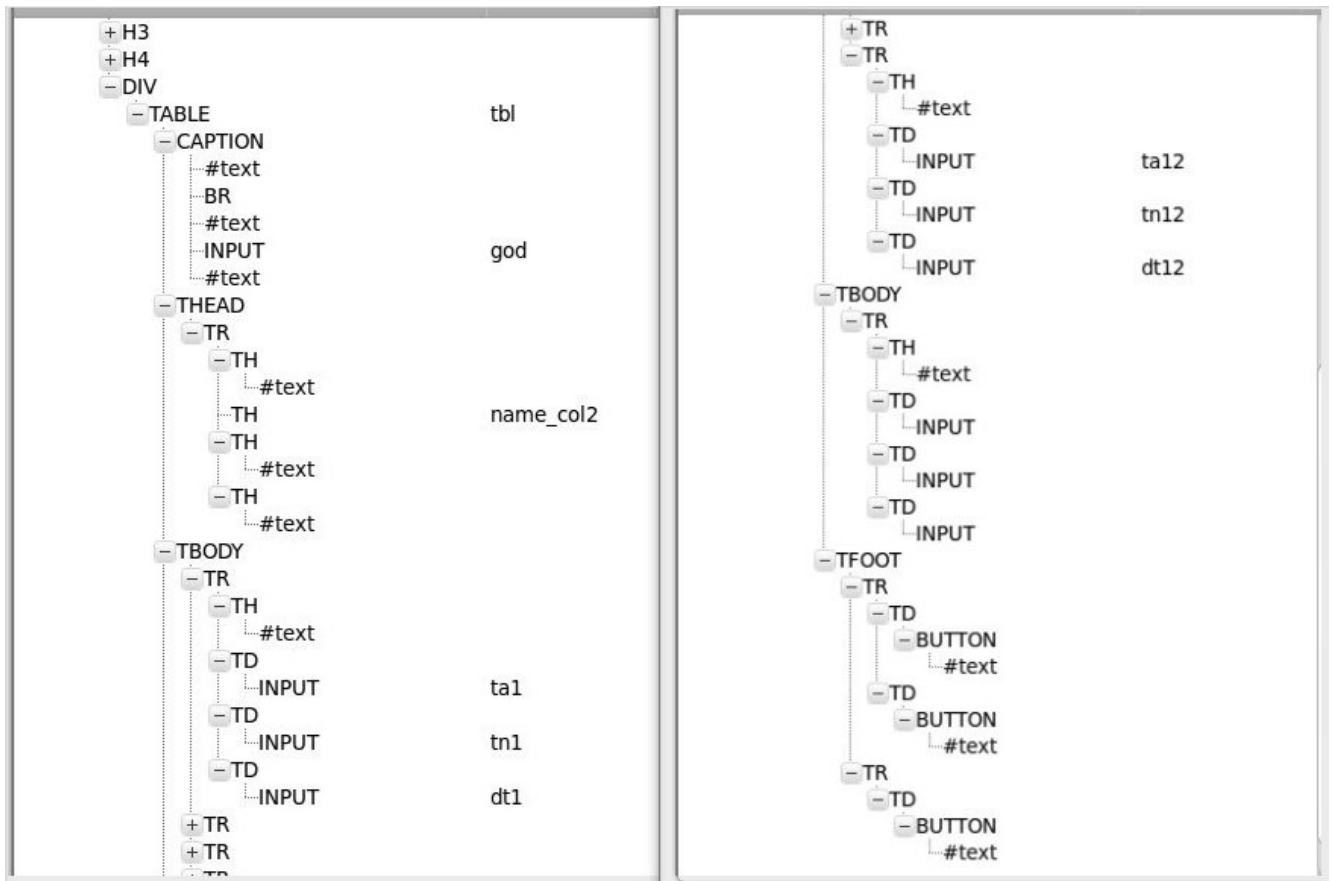 H3
H4
DIV
TABLE tbl
CAPTION
#text
BR
#text
INPUT god
#text
THEAD
TR
TH
#text
TH name_col2
TH
#text
TH
#text
TBODY
TR
TH
#text
TD
INPUT ta1
TD
INPUT tn1
TD
INPUT dt1
TR
TR
TR
TR
TR
TH
#text
TD
INPUT ta12
TD
INPUT tn12
TD
INPUT dt12
TBODY
TR
TH
#text
TD
INPUT
TD
INPUT
TD
INPUT
TFOOT
TR
TD
BUTTON
#text
TD
BUTTON
#text
TR
TD
BUTTON
#text